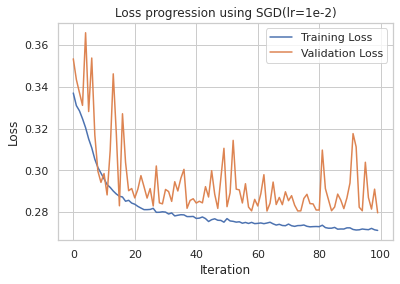 Loss progression using SGD(lr=1e-2)
Training Loss
Validation Loss
Loss
0.36
0.34
0.32
0.30
0.28
0
20
40
60
80
100
Iteration